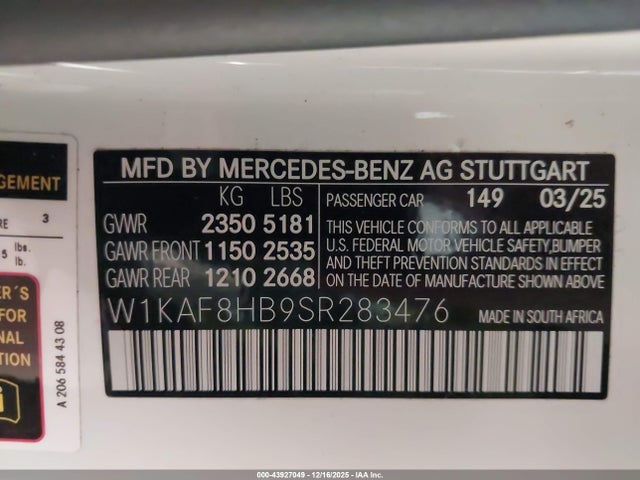 GEMENT
RE 3
5 lbs.
lb.
ER´S
FOR
ONAL
TION
i
A 206 584 43 08
MFD BY MERCEDES-BENZ AG STUTTGART
KG LBS
GVWR 2350 5181
GAWR FRONT 1150 2535
GAWR REAR 1210 2668
PASSENGER CAR 149 03/25
THIS VEHICLE CONFORMS TO ALL APPLICABLE
U.S. FEDERAL MOTOR VEHICLE SAFETY,BUMPER
AND THEFT PREVENTION STANDARDS IN EFFECT
ON THE DATE OF MANUFACTURE SHOWN ABOVE
W1KAF8HB9SR283476 MADE IN SOUTH AFRICA
000-43927049 - 12/16/2025 - IAA Inc.